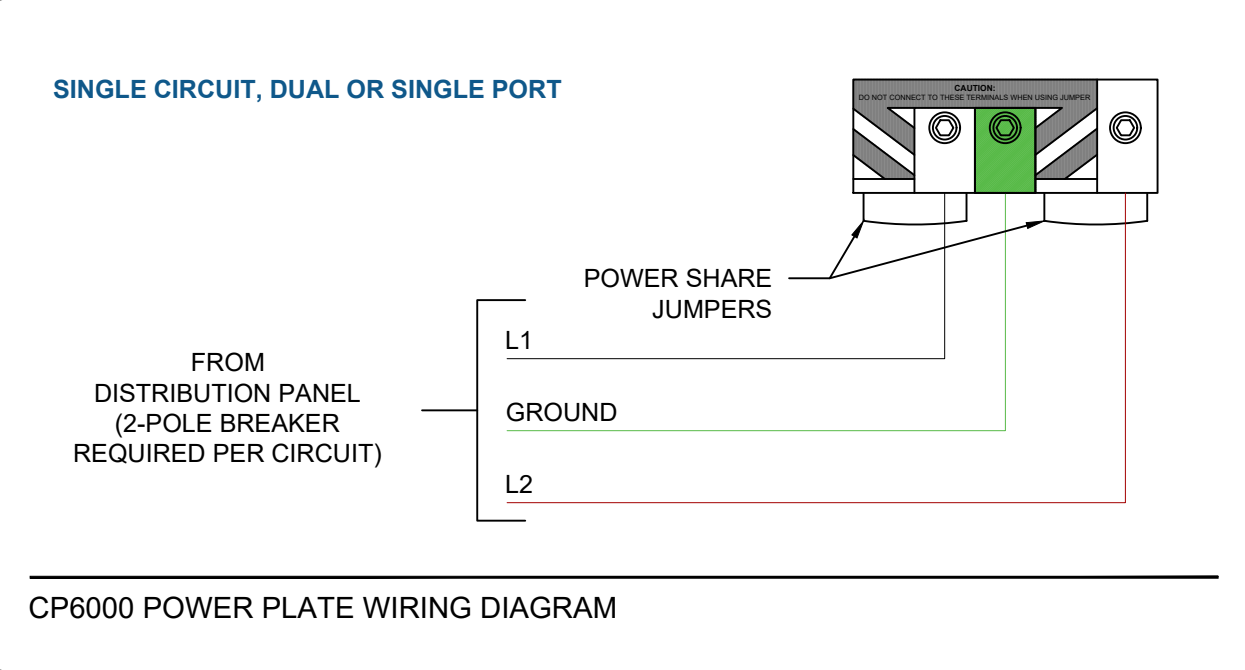 SINGLE CIRCUIT, DUAL OR SINGLE PORT
CAUTION:
DO NOT CONNECT TO THESE TERMINALS WHEN USING JUMPER
POWER SHARE
JUMPERS
L1
FROM
DISTRIBUTION PANEL
(2-POLE BREAKER
REQUIRED PER CIRCUIT)
GROUND
L2
CP6000 POWER PLATE WIRING DIAGRAM